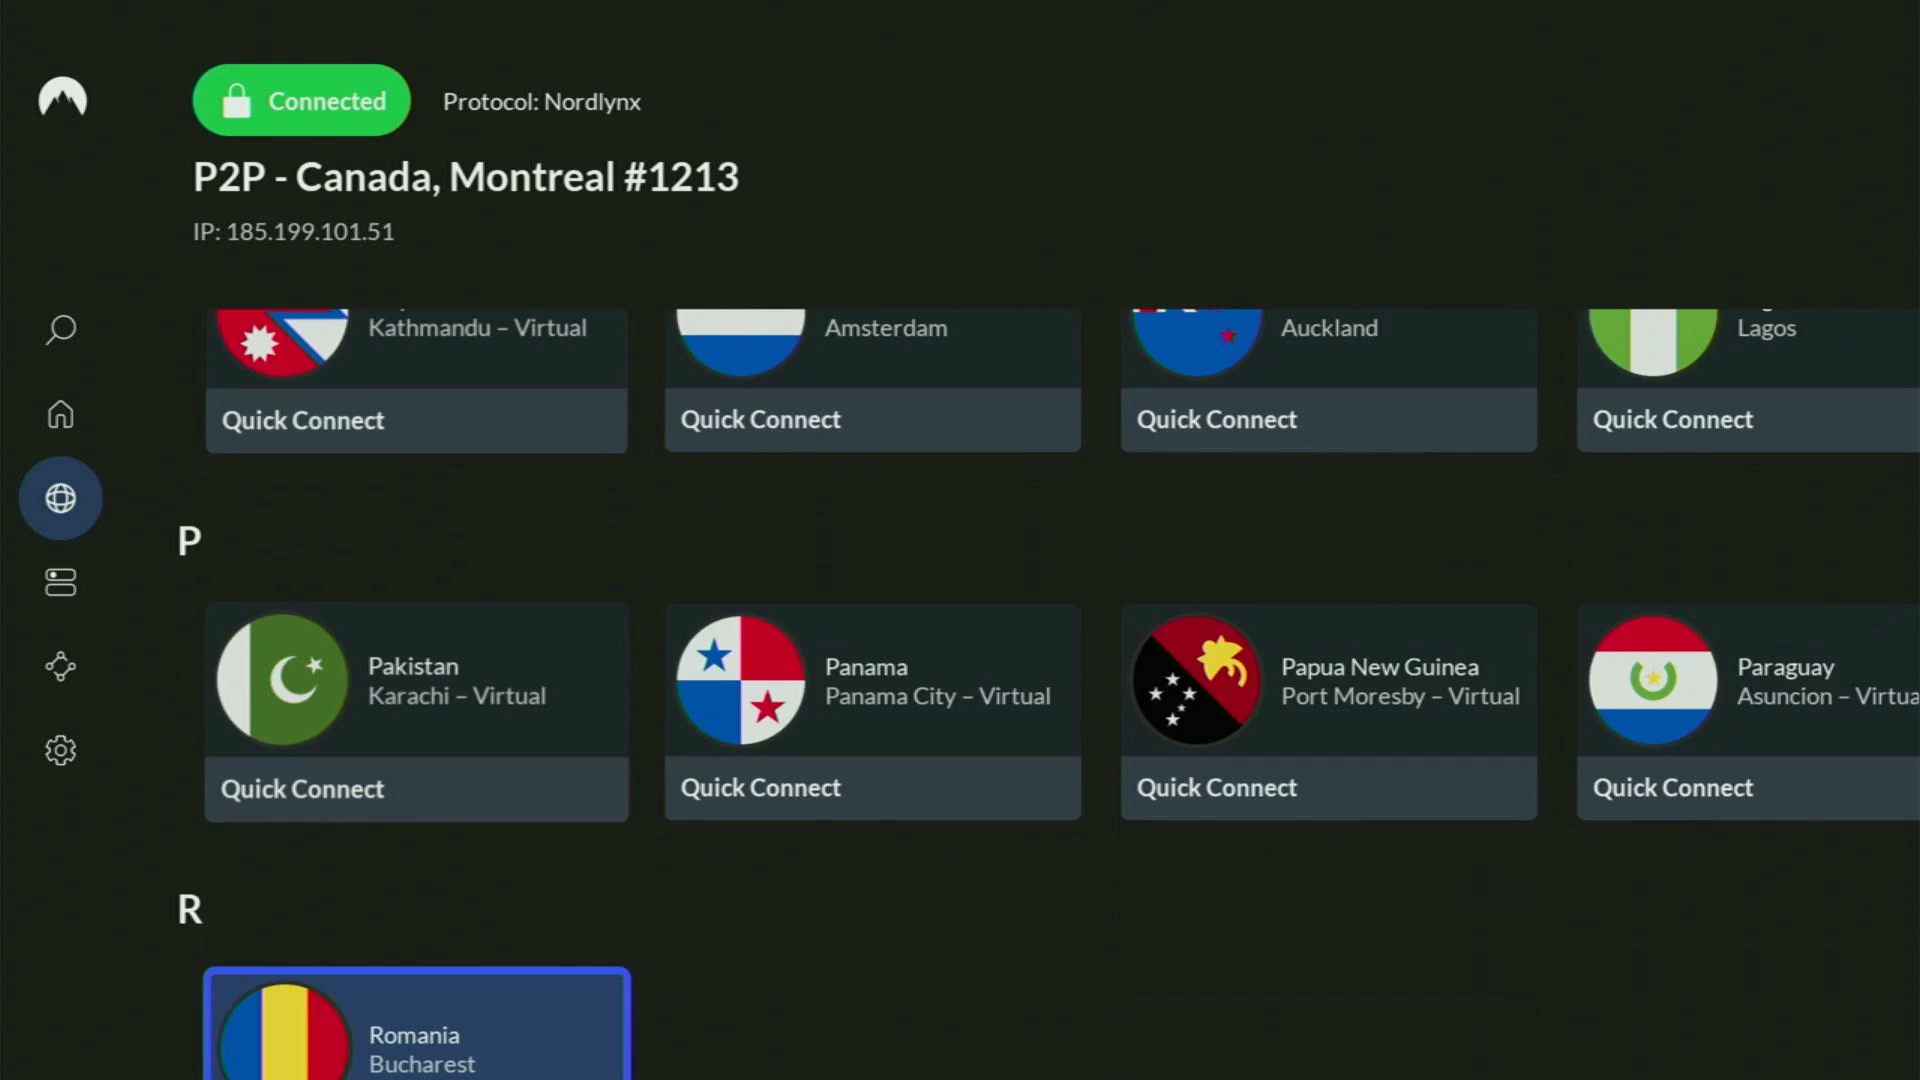 Connected
Protocol: Nordlynx
P2P - Canada, Montreal #1213
IP: 185.199.101.51
Kathmandu – Virtual
Amsterdam
Auckland
Lagos
Quick Connect
Quick Connect
Quick Connect
Quick Connect
P
Pakistan
Karachi – Virtual
Panama
Panama City – Virtual
Papua New Guinea
Port Moresby – Virtual
Paraguay
Asuncion – Virtua
Quick Connect
Quick Connect
Quick Connect
Quick Connect
R
Romania
Bucharest